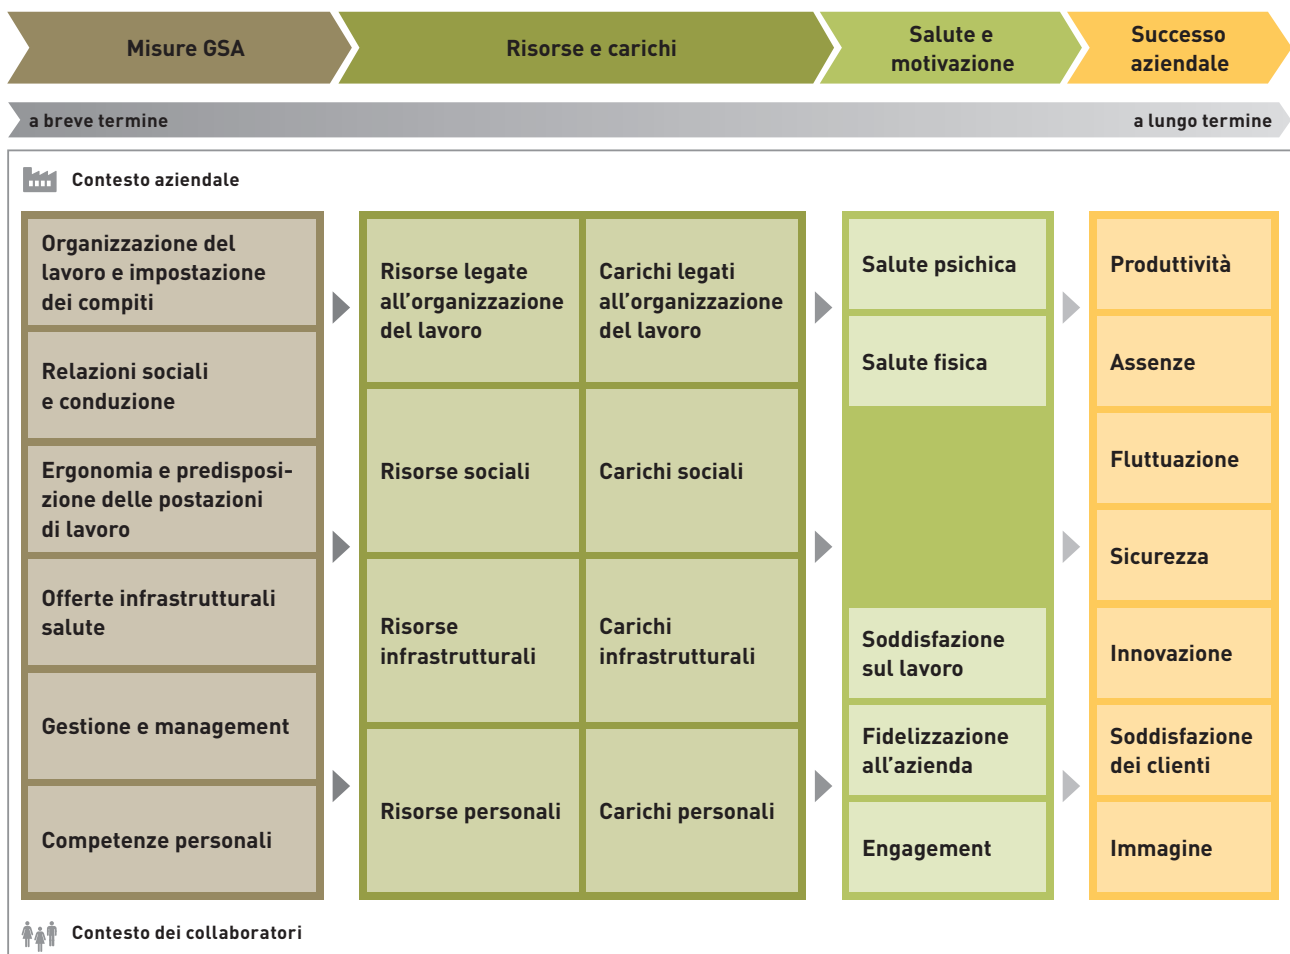 Misure GSA
Risorse e carichi
Salute e
motivazione
Successo
aziendale
a breve termine
a lungo termine
Contesto aziendale
Organizzazione del
lavoro e impostazione
dei compiti
Relazioni sociali
e conduzione
Ergonomia e predisposi-
zione delle postazioni
di lavoro
Offerte infrastrutturali
salute
Gestione e management
Competenze personali
Risorse legate
all’organizzazione
del lavoro
Carichi legati
all’organizzazione
del lavoro
Risorse sociali
Carichi sociali
Risorse
infrastrutturali
Carichi
infrastrutturali
Risorse personali
Carichi personali
Salute psichica
Salute fisica
Soddisfazione
sul lavoro
Fidelizzazione
all’azienda
Engagement
Produttività
Assenze
Fluttuazione
Sicurezza
Innovazione
Soddisfazione
dei clienti
Immagine
Contesto dei collaboratori